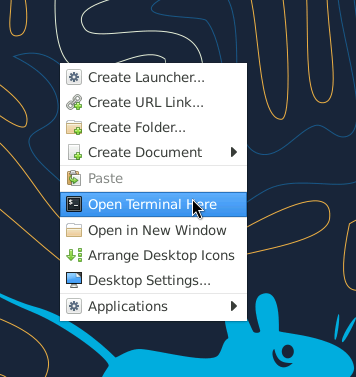 Create Launcher...
Create URL Link...
Create Folder...
Create Document
Paste
Open Terminal Here
Open in New Window
Arrange Desktop Icons
Desktop Settings...
Applications